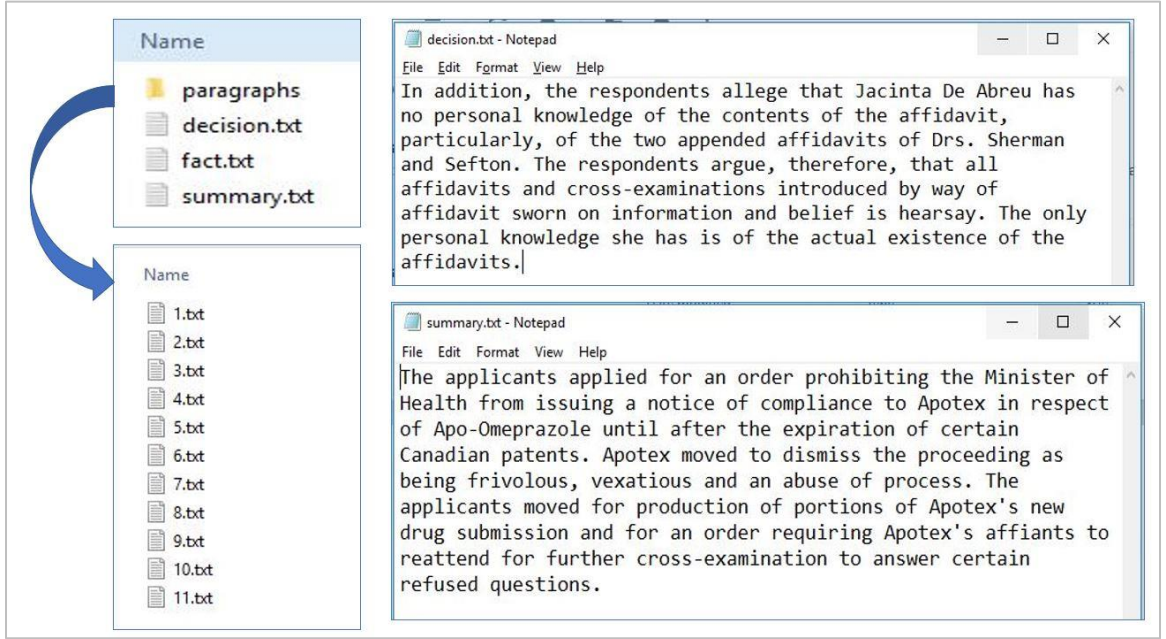 Name
paragraphs
decision.txt
fact.txt
summary.txt
Name
1.txt
2.txt
3.txt
4.txt
5.txt
6.txt
7.txt
8.txt
9.txt
10.txt
11.txt
decision.txt - Notepad
File Edit Format View Help
In addition, the respondents allege that Jacinta De Abreu has
no personal knowledge of the contents of the affidavit,
particularly, of the two appended affidavits of Drs. Sherman
and Sefton. The respondents argue, therefore, that all
affidavits and cross-examinations introduced by way of
affidavit sworn on information and belief is hearsay. The only
personal knowledge she has is of the actual existence of the
affidavits.
summary.txt - Notepad
File Edit Format View Help
The applicants applied for an order prohibiting the Minister of
Health from issuing a notice of compliance to Apotex in respect
of Apo-Omeprazole until after the expiration of certain
Canadian patents. Apotex moved to dismiss the proceeding as
being frivolous, vexatious and an abuse of process. The
applicants moved for production of portions of Apotex's new
drug submission and for an order requiring Apotex's affiants to
reattend for further cross-examination to answer certain
refused questions.